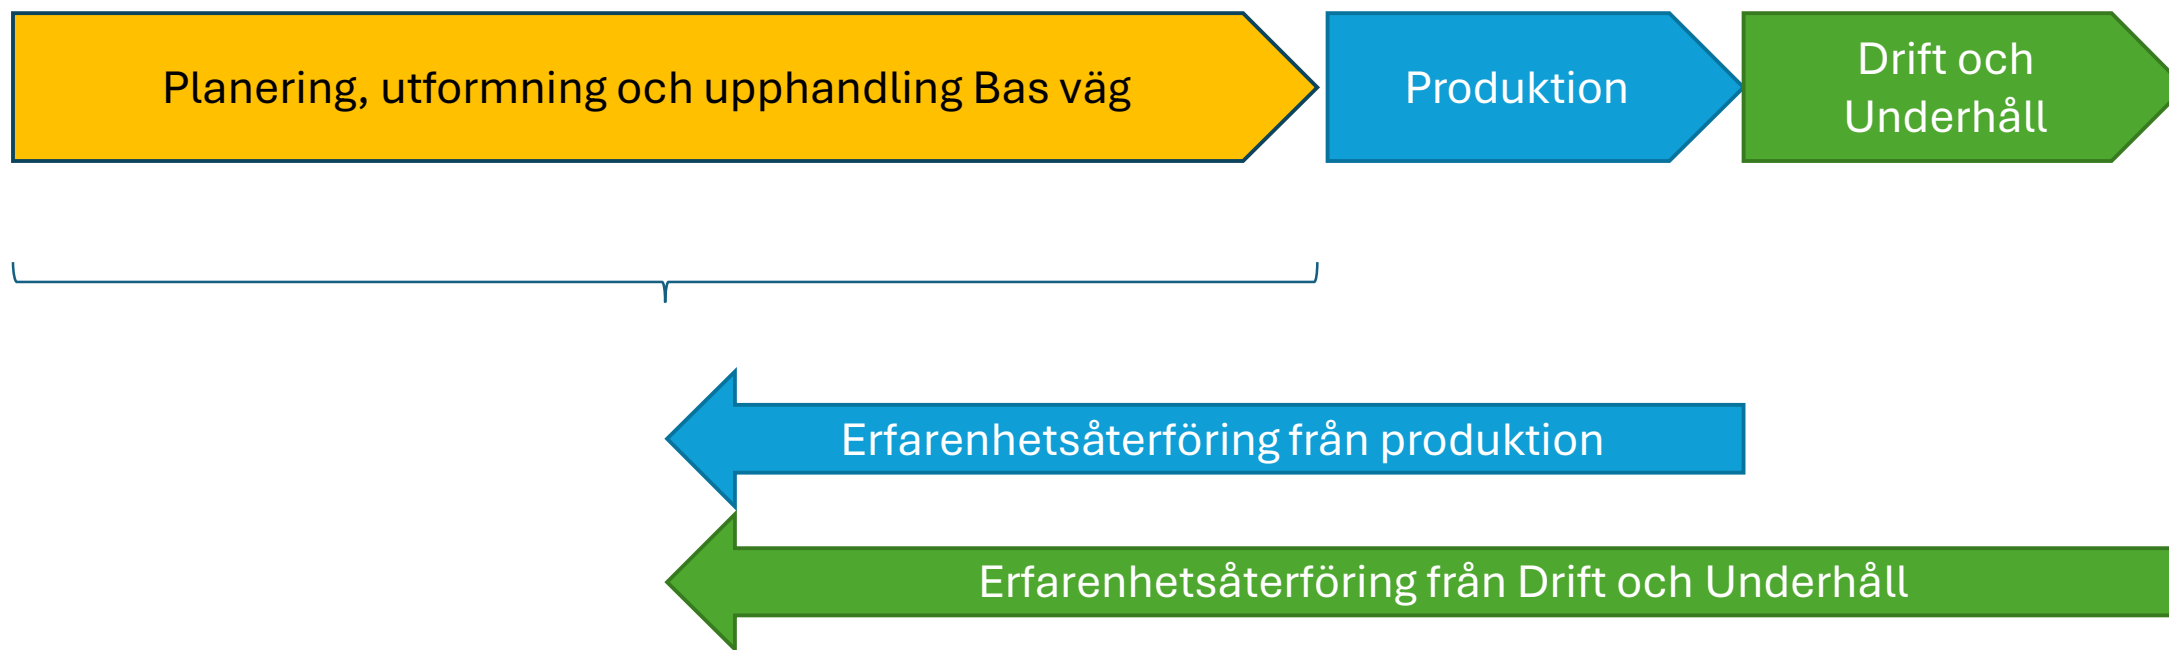 Planering, utformning och upphandling Bas väg
Produktion
Drift och
Underhåll
Erfarenhetsåterföring från produktion
Erfarenhetsåterföring från Drift och Underhåll